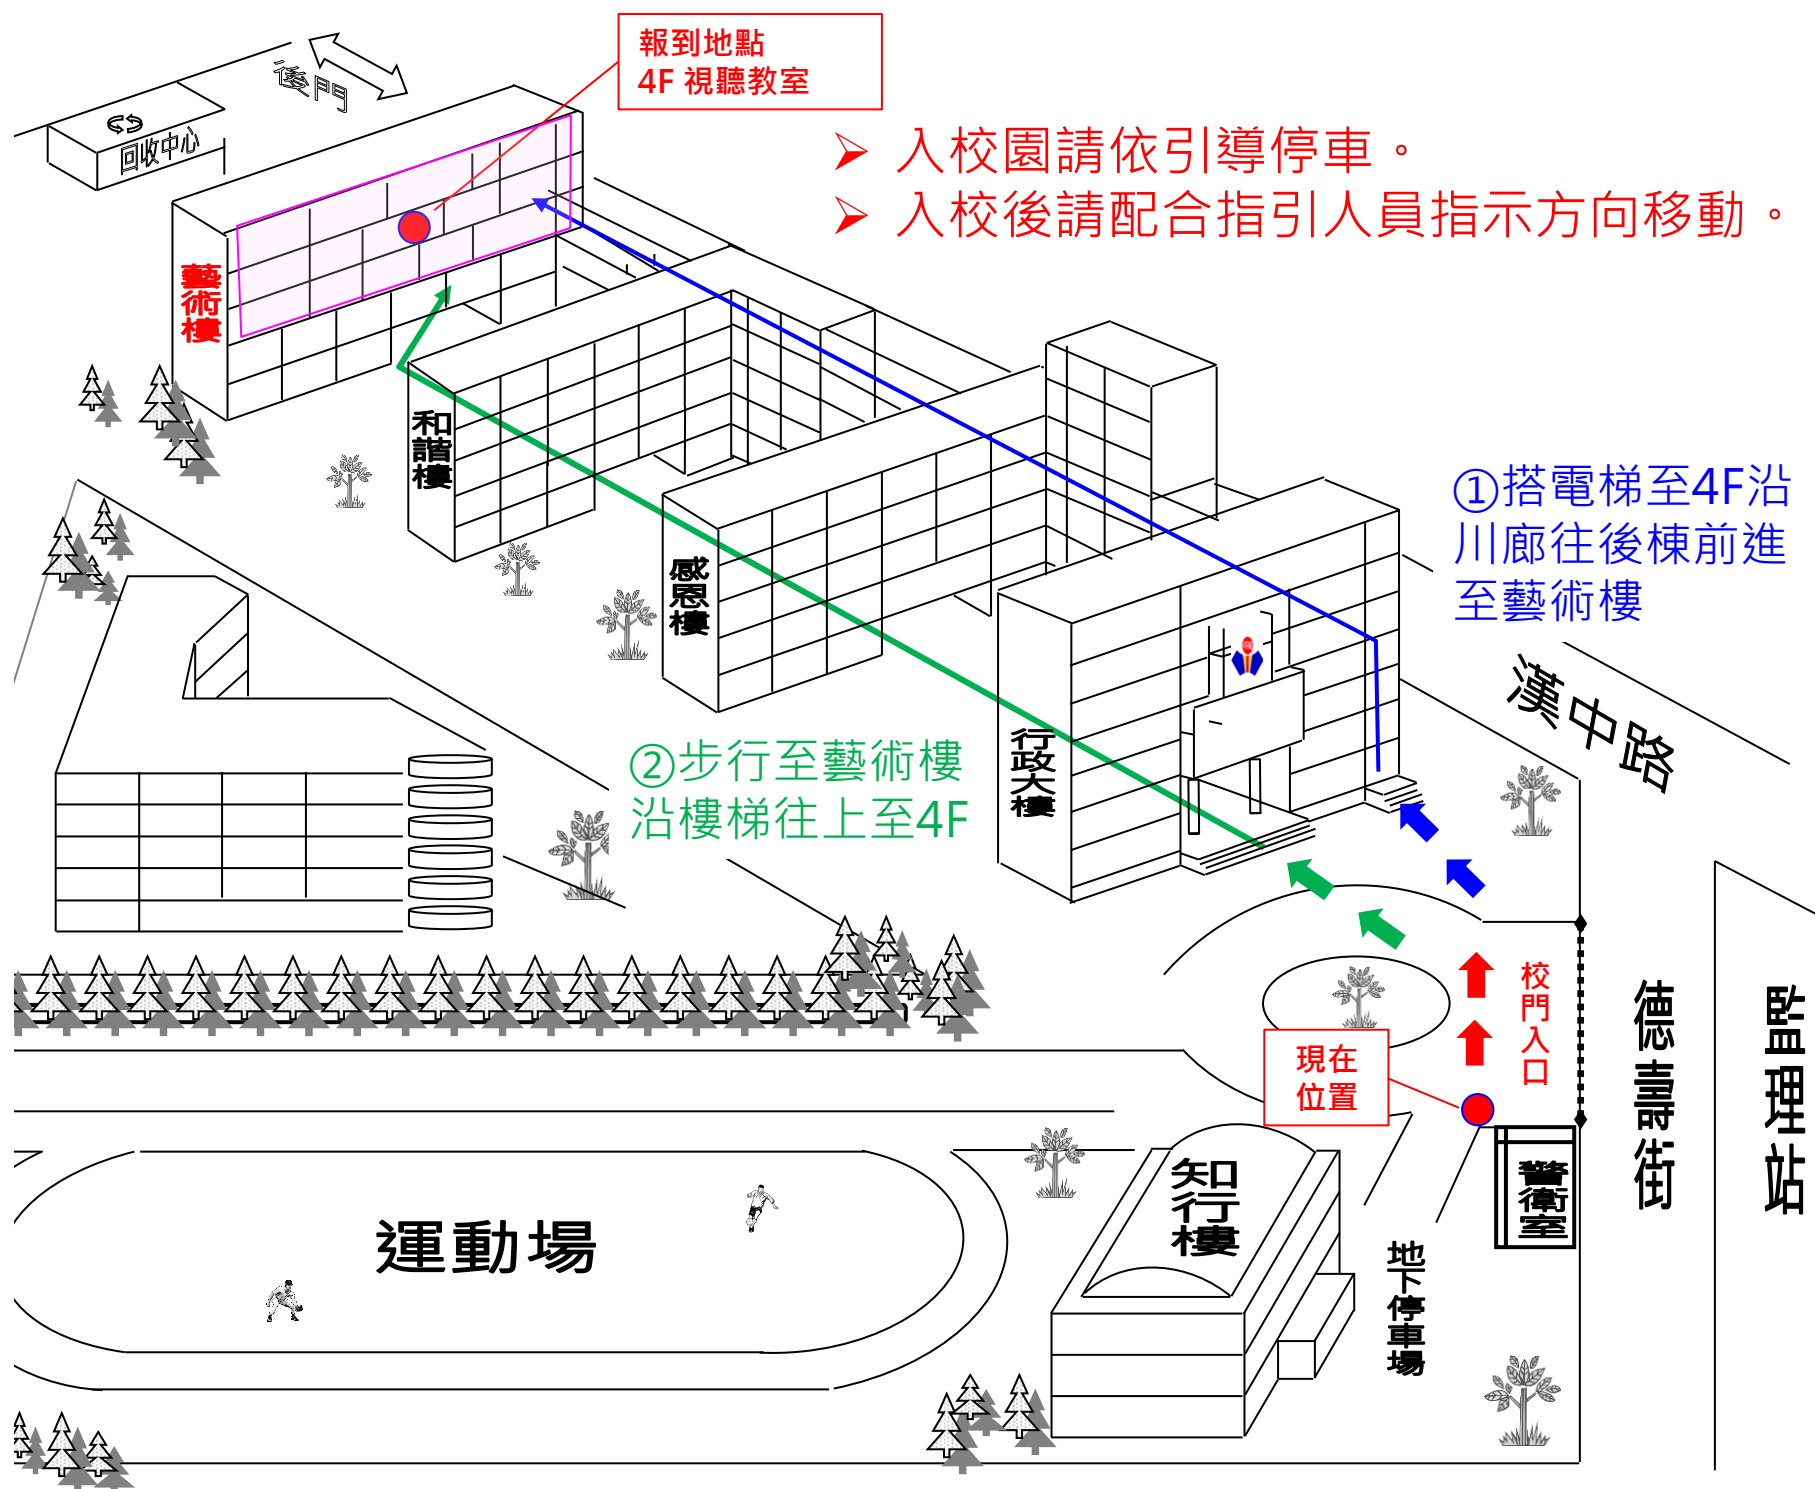 報到地點
4F 視聽教室
後門
回收中心
入校園請依引導停車。
入校後請配合指引人員指示方向移動。
藝術樓
和諧樓
感恩樓
行政大樓
①搭電梯至4F沿
川廊往後棟前進
至藝術樓
漢中路
②步行至藝術樓
沿樓梯往上至4F
校門入口
現在
位置
德壽街
監理站
警衛室
知行樓
地下停車場
運動場